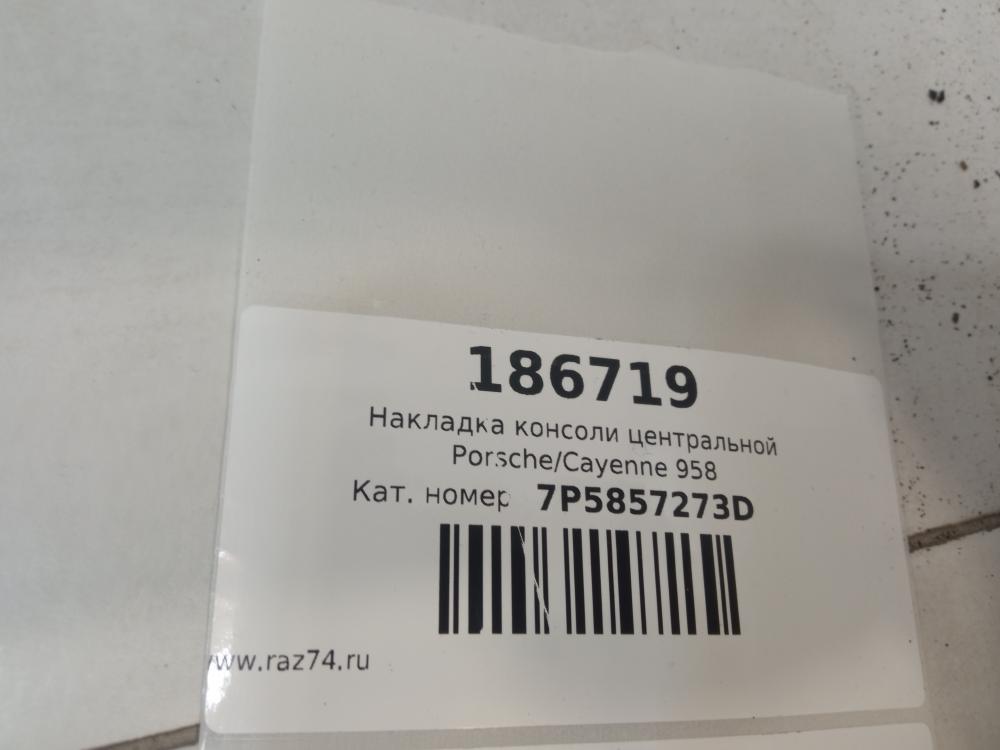 186719
Накладка консоли центральной
Porsche/Cayenne 958
Кат. номер 7P5857273D
www.raz74.ru